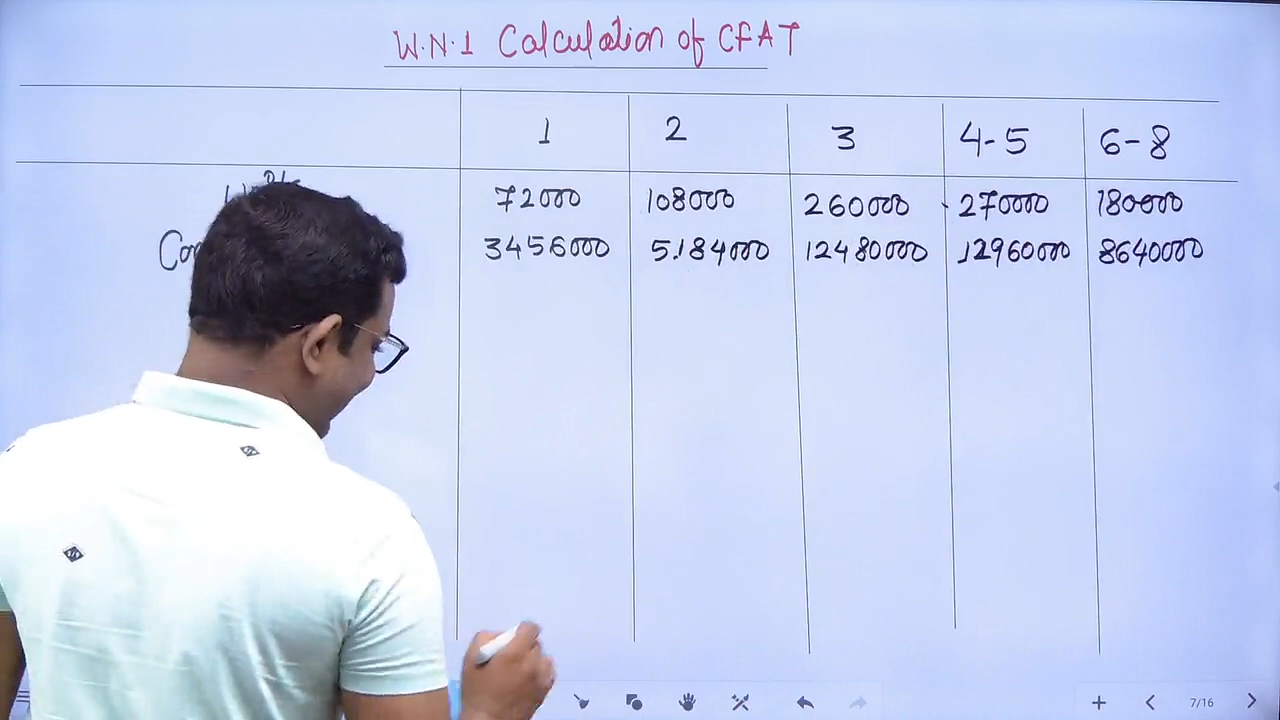 W.N.1 Calculation of CFAT
1 2 3 4-5 6-8
72000 108000 260000 270000 180000
3456000 5184000 12480000 12960000 8640000
7/16